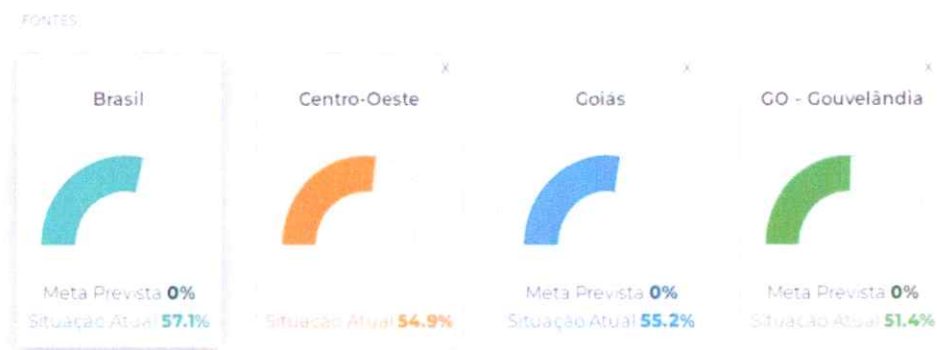 FONTES:
x x x
Brasil Centro-Oeste Goiás GO - Gouvelândia
Meta Prevista 0% Meta Prevista 0% Meta Prevista 0%
Situação Atual 57.1% Situação Atual 54.9% Situação Atual 55.2% Situação Atual 51.4%